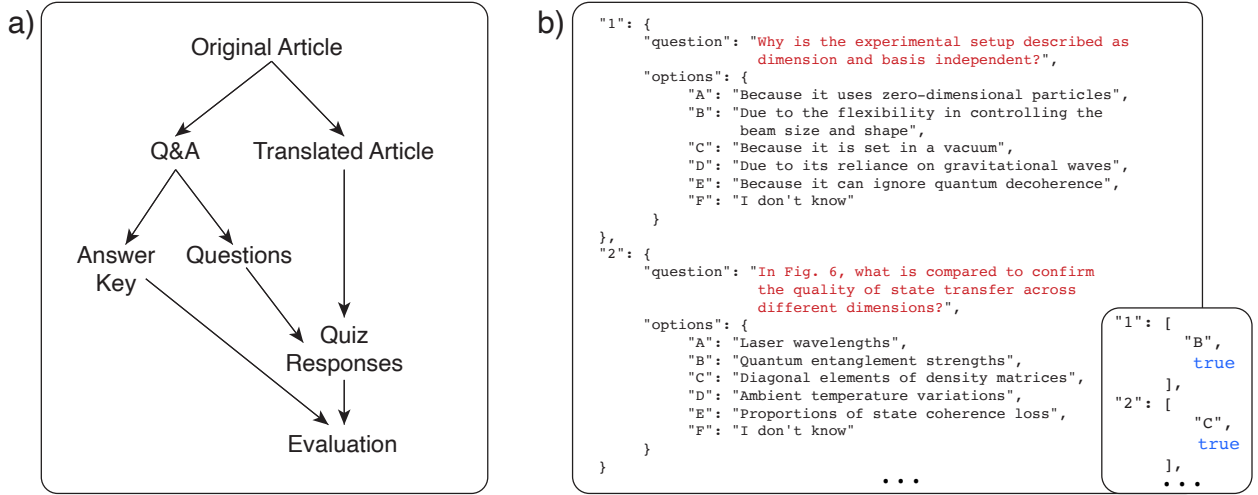 a)
Original Article
Q&A
Translated Article
Answer
Key
Questions
Quiz
Responses
Evaluation
b)
"1": {
"question": "Why is the experimental setup described as
dimension and basis independent?",
"options": {
"A": "Because it uses zero-dimensional particles",
"B": "Due to the flexibility in controlling the
beam size and shape",
"C": "Because it is set in a vacuum",
"D": "Due to its reliance on gravitational waves",
"E": "Because it can ignore quantum decoherence",
"F": "I don't know"
}
},
"2": {
"question": "In Fig. 6, what is compared to confirm
the quality of state transfer across
different dimensions?",
"options": {
"A": "Laser wavelengths",
"B": "Quantum entanglement strengths",
"C": "Diagonal elements of density matrices",
"D": "Ambient temperature variations",
"E": "Proportions of state coherence loss",
"F": "I don't know"
}
}
• • •
"1": [
"B",
true
],
"2": [
"C",
true
],
• • •